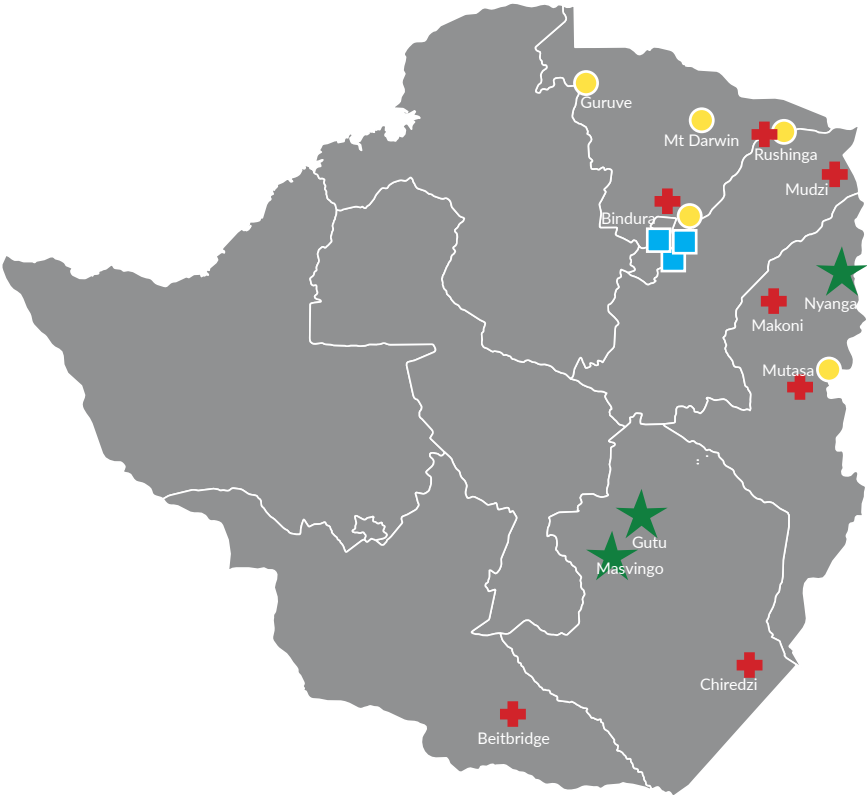 Guruve
Mt Darwin
Rushinga
Mudzi
Bindura
Nyanga
Makoni
Mutasa
Gutu
Masvingo
Chiredzi
Beitbridge